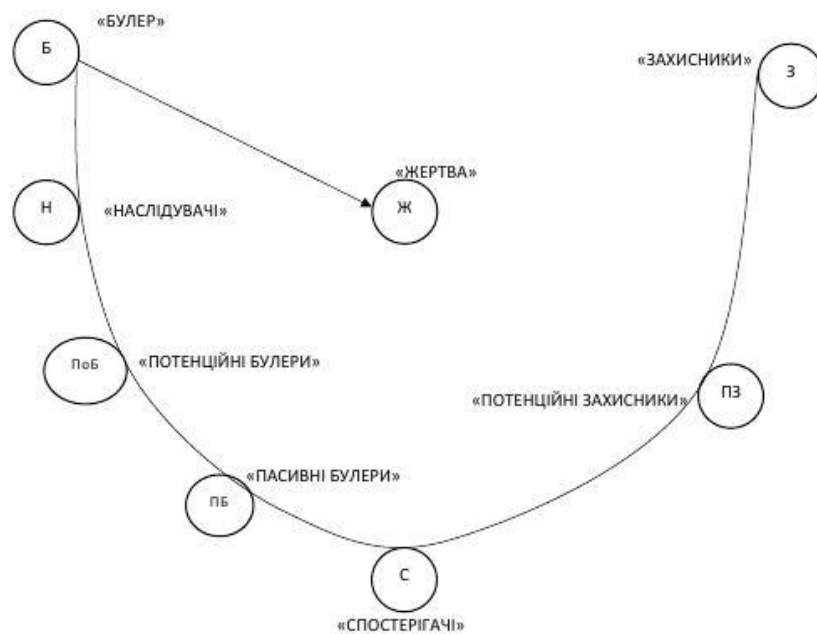 «БУЛЕР»
Б
«ЗАХИСНИКИ»
З
«ЖЕРТВА»
Ж
Н
«НАСЛІДУВАЧІ»
ПоБ
«ПОТЕНЦІЙНІ БУЛЕРИ»
«ПОТЕНЦІЙНІ ЗАХИСНИКИ»
ПЗ
«ПАСИВНІ БУЛЕРИ»
ПБ
С
«СПОСТЕРІГАЧІ»